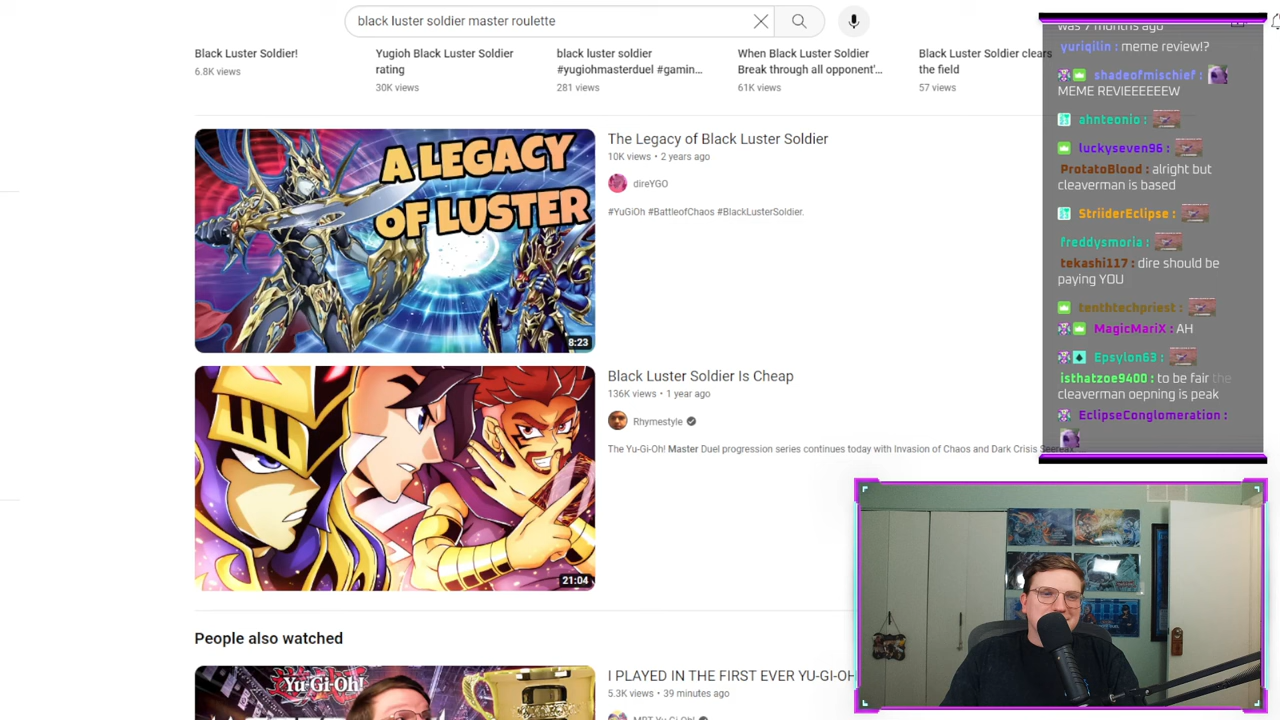 black luster soldier master roulette
Black Luster Soldier!
6.8K views
Yugioh Black Luster Soldier
rating
30K views
black luster soldier
#yugiohmasterduel #gamin...
281 views
When Black Luster Soldier
Break through all opponent'...
61K views
Black Luster Soldier clears
the field
57 views
A LEGACY
OF LUSTER
8:23
The Legacy of Black Luster Soldier
10K views • 2 years ago
direYGO
#YuGiOh #BattleofChaos #BlackLusterSoldier.
21:04
Black Luster Soldier Is Cheap
136K views • 1 year ago
Rhymestyle
The Yu-Gi-Oh! Master Duel progression series continues today with Invasion of Chaos and Dark Crisis Sereak...
People also watched
Yu-Gi-Oh!
I PLAYED IN THE FIRST EVER YU-GI-OH
5.3K views • 39 minutes ago
MBT Yu-Gi-Oh!
was 7 months ago
yuriqilin : meme review!?
shadeofmischief :
MEME REVIEEEEEEW
ahnteonio :
luckyseven96 :
ProtatoBlood : alright but
cleaverman is based
StriiderEclipse :
freddysmoria :
tekashi117 : dire should be
paying YOU
tenthtechpriest :
MagicMariX : AH
Epsylon63 :
isthatzoe9400 : to be fair the
cleaverman oepning is peak
EclipseConglomeration :